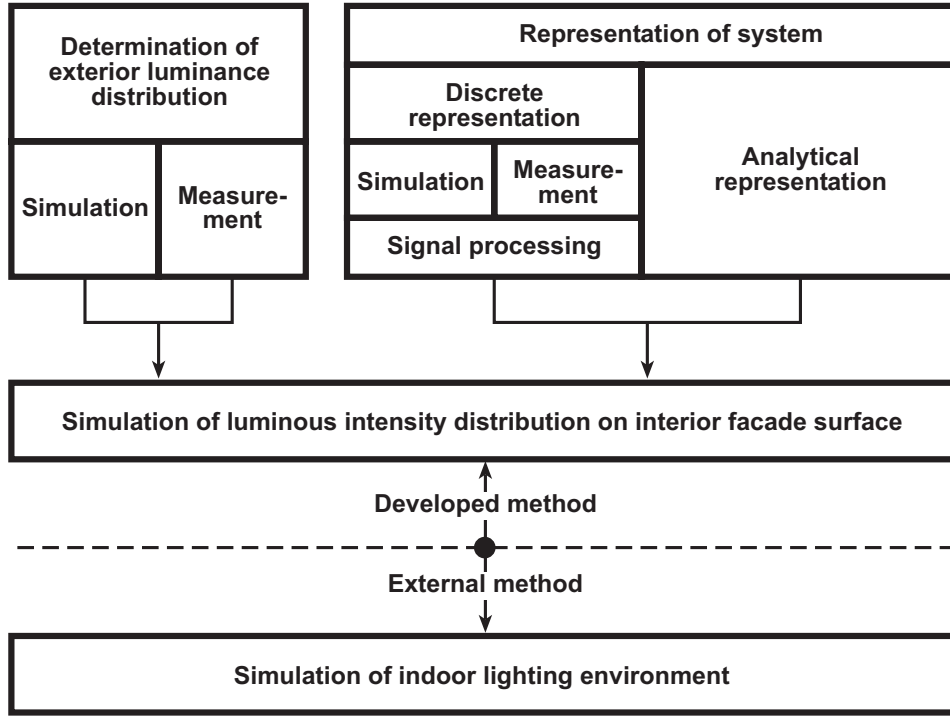 Determination of
exterior luminance
distribution
Simulation
Measure-
ment
Representation of system
Discrete
representation
Simulation
Measure-
ment
Signal processing
Analytical
representation
Simulation of luminous intensity distribution on interior facade surface
Developed method
External method
Simulation of indoor lighting environment